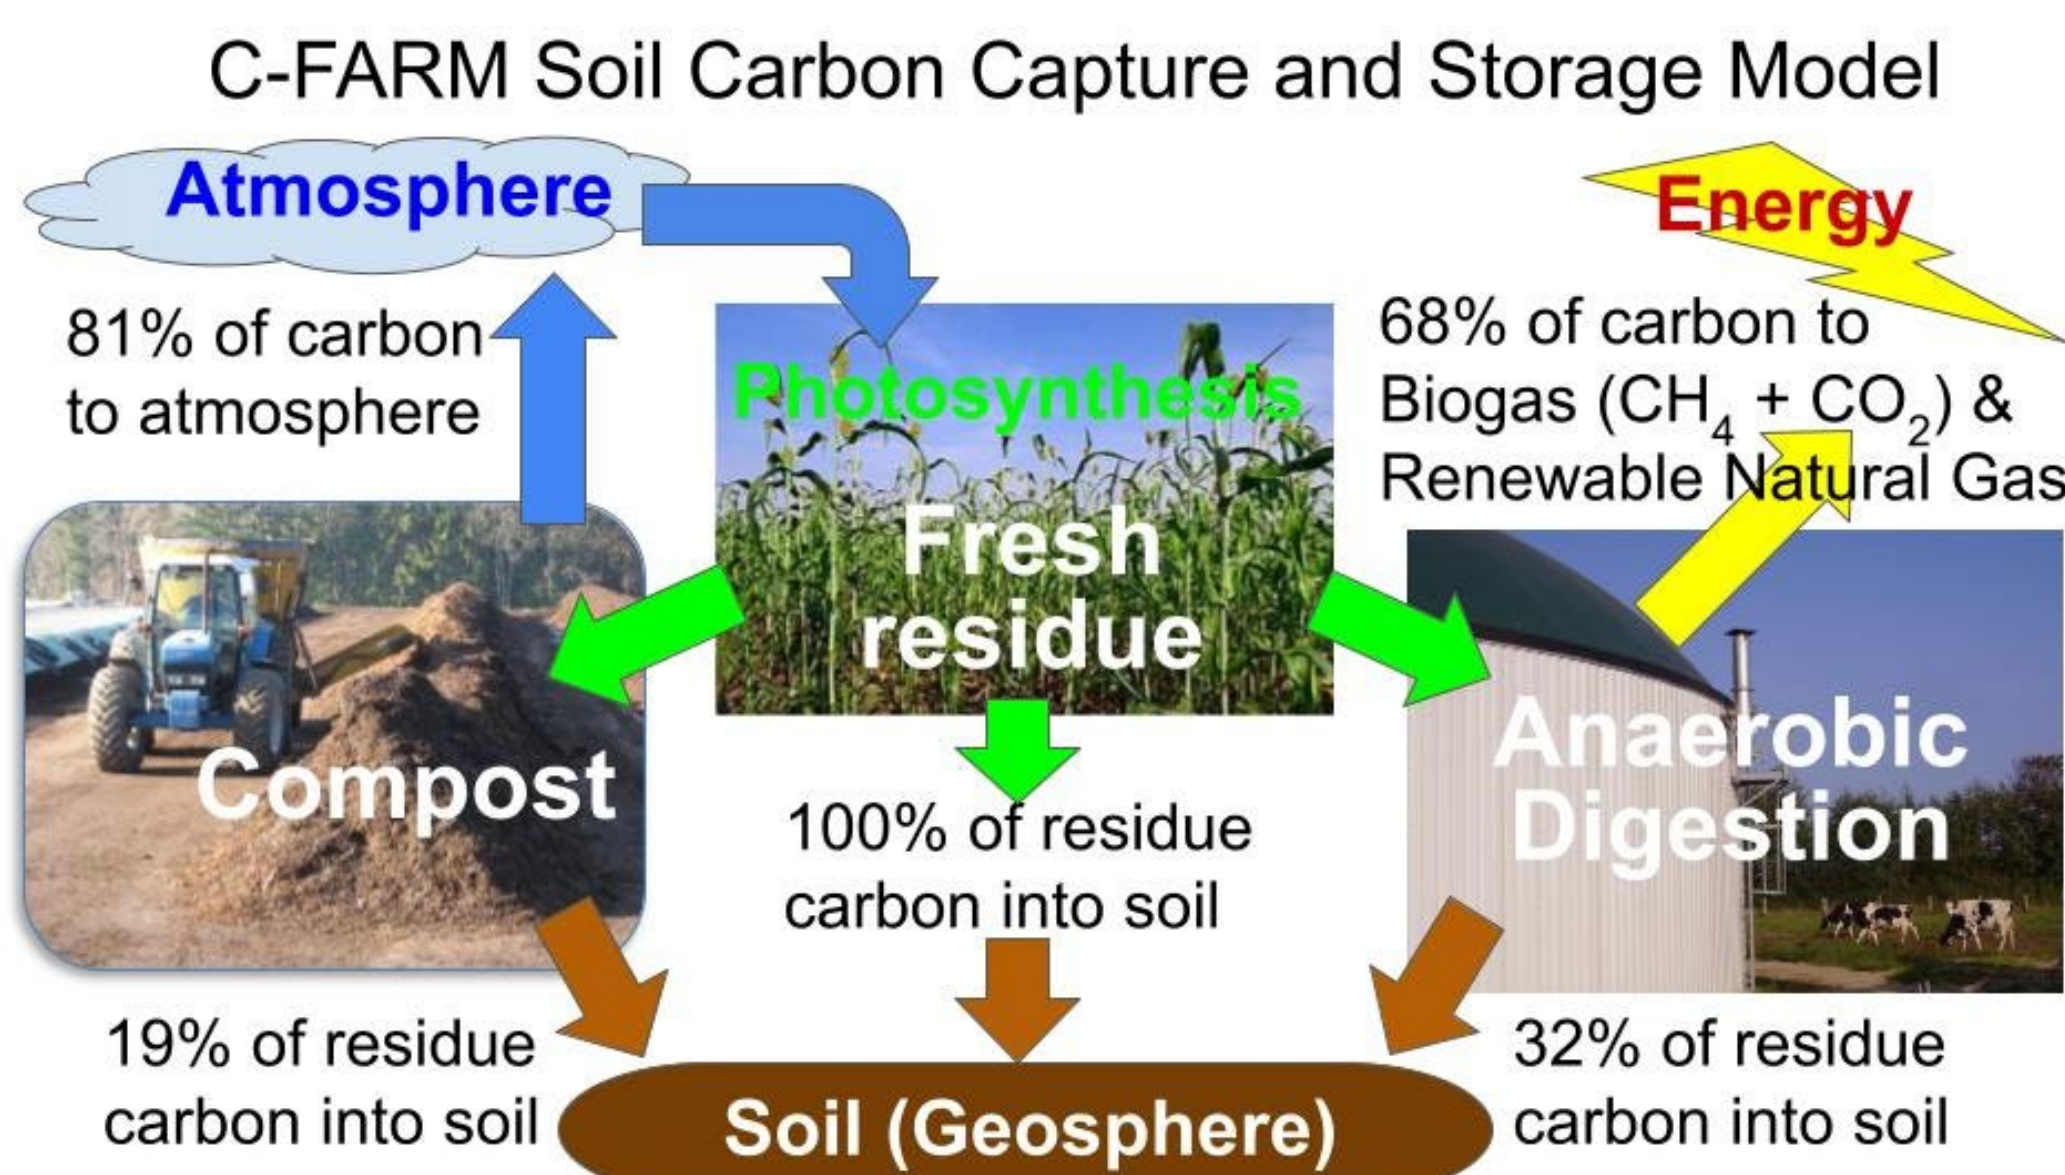 C-FARM Soil Carbon Capture and Storage Model
Atmosphere
Energy
81% of carbon
to atmosphere
Photosynthesis
68% of carbon to
Biogas (CH₄ + CO₂) &
Renewable Natural Gas
Fresh
residue
Compost
Anaerobic
Digestion
100% of residue
carbon into soil
19% of residue
carbon into soil
32% of residue
carbon into soil
Soil (Geosphere)